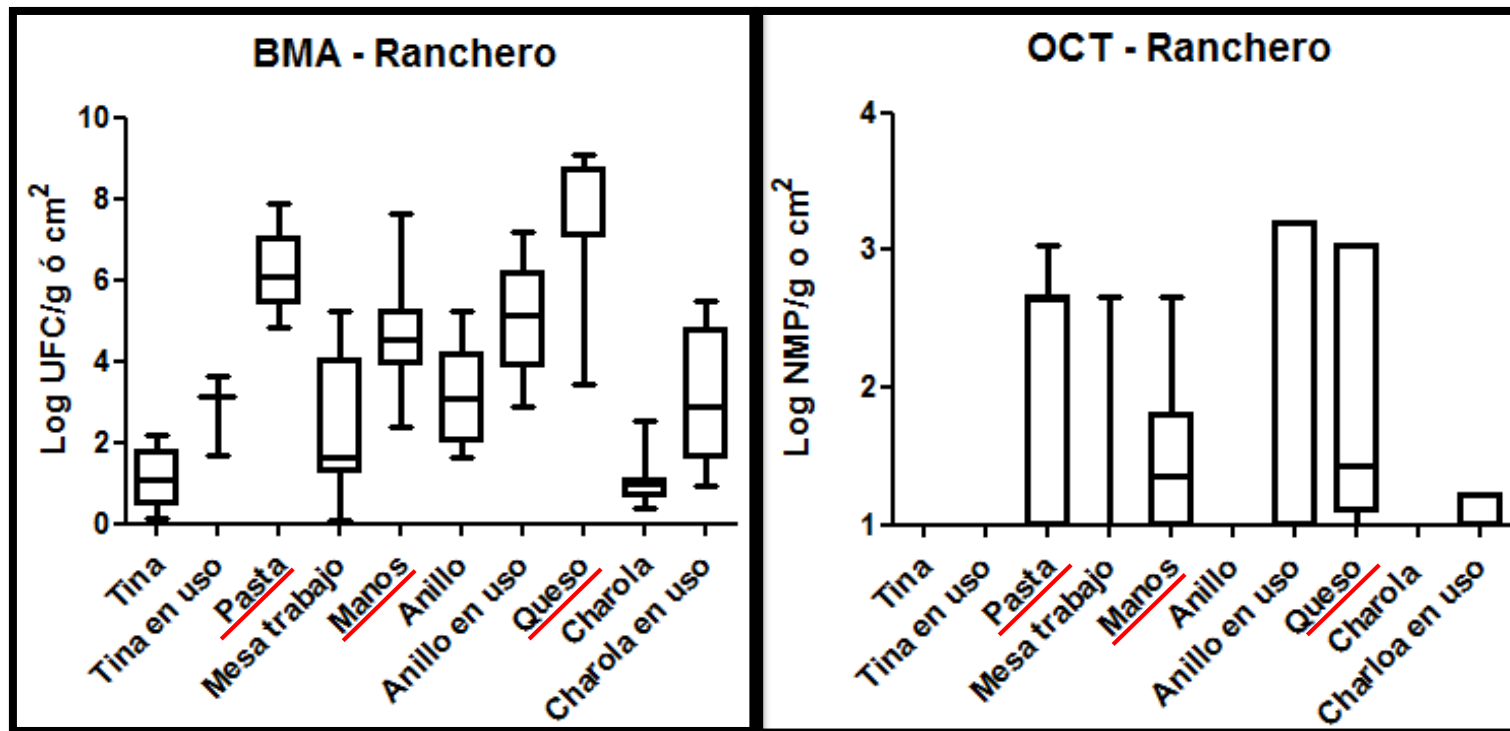 BMA - Ranchero
Log UFC/g ó cm²
10
8
6
4
2
0
Tina
Tina en uso
Pasta
Mesa trabajo
Manos
Anillo
Anillo en uso
Queso
Charola
Charola en uso
OCT - Ranchero
Log NMP/g o cm²
4
3
2
1
Tina
Tina en uso
Pasta
Mesa trabajo
Manos
Anillo
Anillo en uso
Queso
Charola
Charloa en uso